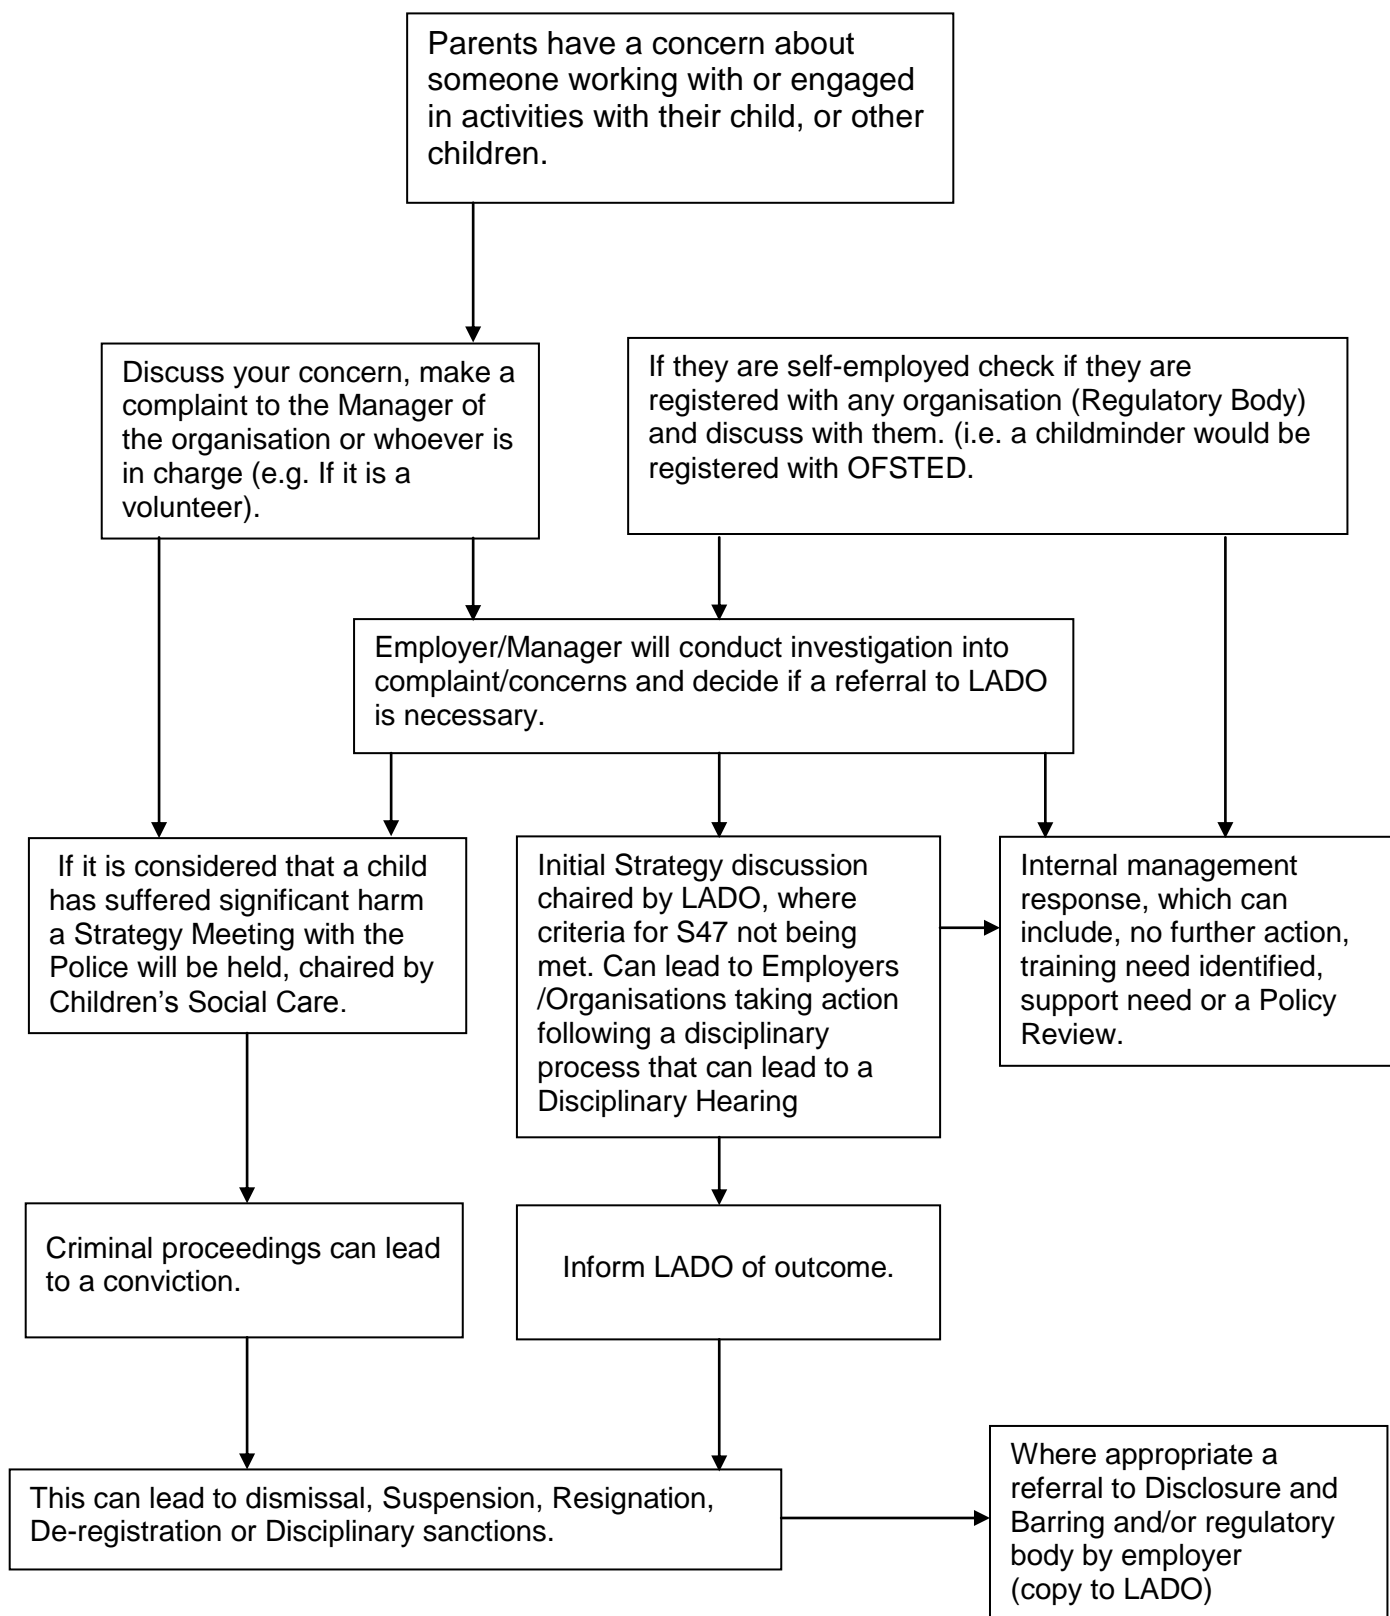 Parents have a concern about
someone working with or engaged
in activities with their child, or other
children.
Discuss your concern, make a
complaint to the Manager of
the organisation or whoever is
in charge (e.g. If it is a
volunteer).
If they are self-employed check if they are
registered with any organisation (Regulatory Body)
and discuss with them. (i.e. a childminder would be
registered with OFSTED.
Employer/Manager will conduct investigation into
complaint/concerns and decide if a referral to LADO
is necessary.
If it is considered that a child
has suffered significant harm
a Strategy Meeting with the
Police will be held, chaired by
Children's Social Care.
Initial Strategy discussion
chaired by LADO, where
criteria for S47 not being
met. Can lead to Employers
/Organisations taking action
following a disciplinary
process that can lead to a
Disciplinary Hearing
Internal management
response, which can
include, no further action,
training need identified,
support need or a Policy
Review.
Criminal proceedings can lead
to a conviction.
Inform LADO of outcome.
This can lead to dismissal, Suspension, Resignation,
De-registration or Disciplinary sanctions.
Where appropriate a
referral to Disclosure and
Barring and/or regulatory
body by employer
(copy to LADO)